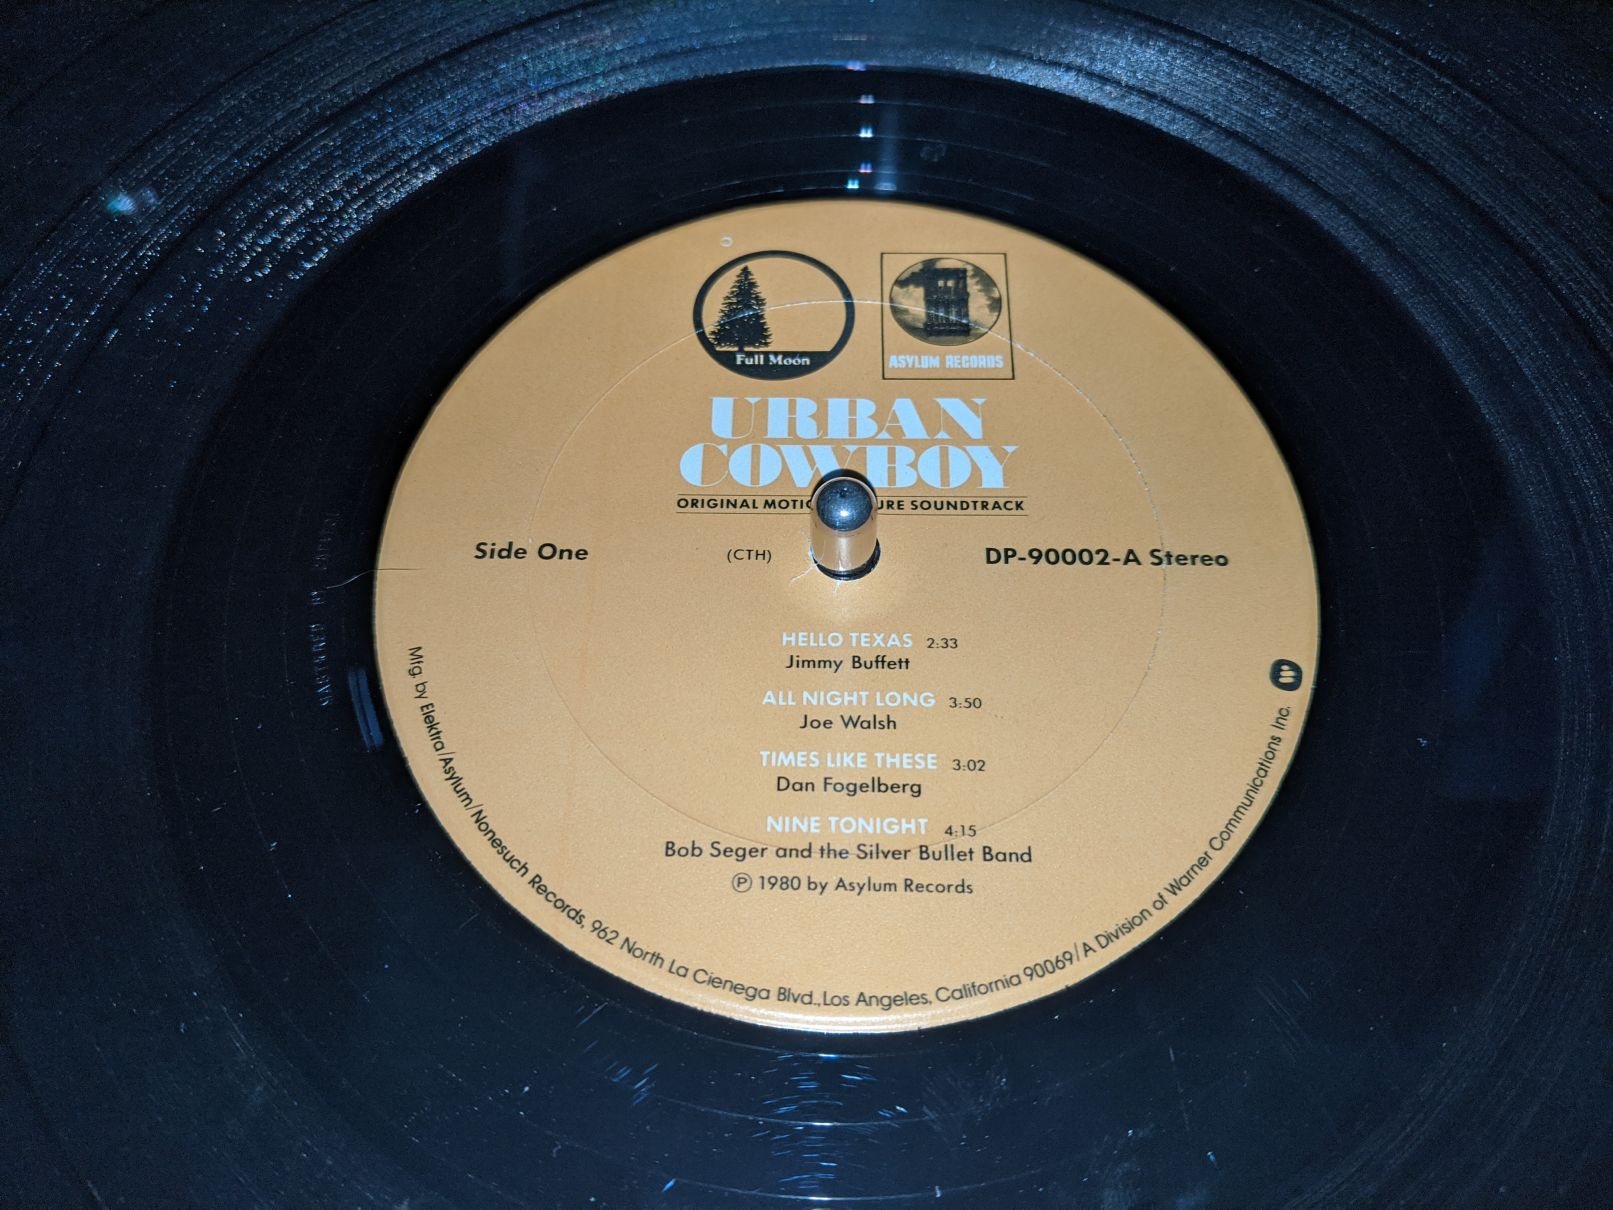 Full Moon
ASYLUM RECORDS
URBAN
COWBOY
ORIGINAL SOUNDTRACK
Side One
(CTH)
DP-90002-A Stereo
HELLO TEXAS 2:33
Jimmy Buffett
ALL NIGHT LONG 3:50
Joe Walsh
TIMES LIKE THESE 3:02
Dan Fogelberg
NINE TONIGHT 4:15
Bob Seger and the Silver Bullet Band
Ⓟ 1980 by Asylum Records
Mfg. by Elektra/Asylum/Nonesuch Records, 962 North La Cienega Blvd., Los Angeles, California 90069/A Division of Warner Communications Inc.
MASTERED BY